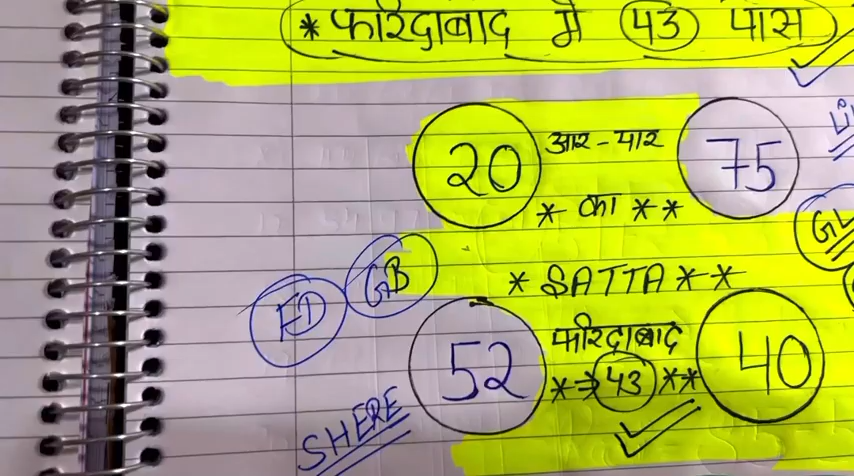 *फरिदाबाद में 43 पास
20 आर-पार 75
* का **
GB
* SATTA **
FD
फरिदाबाद
52 *⇒ 43 ** 40
SHERE